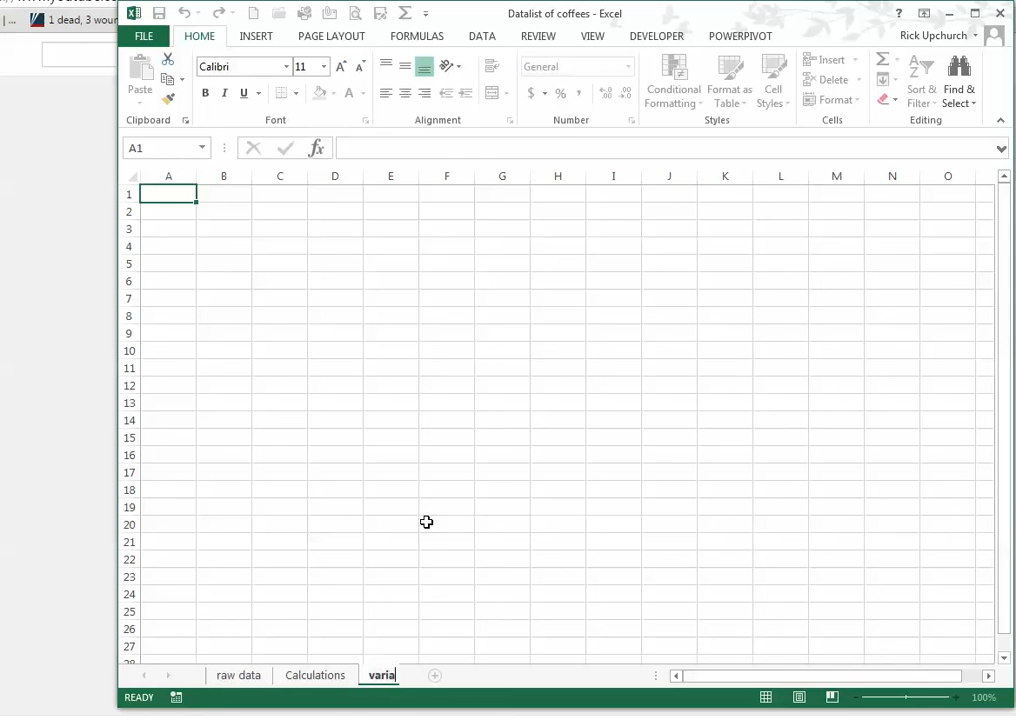 1 dead, 3 wour
Datalist of coffees - Excel
?
FILE HOME INSERT PAGE LAYOUT FORMULAS DATA REVIEW VIEW DEVELOPER POWERPIVOT
Rick Upchurch
Paste
Calibri 11
B I U A
General
$ % ,
Conditional Formatting
Format as Table
Cell Styles
Insert
Delete
Format
Sort & Filter
Find & Select
Clipboard Font Alignment Number Styles Cells Editing
A1
fx
A B C D E F G H I J K L M N O
1
2
3
4
5
6
7
8
9
10
11
12
13
14
15
16
17
18
19
20
21
22
23
24
25
26
27
28
raw data Calculations varia
READY
100%